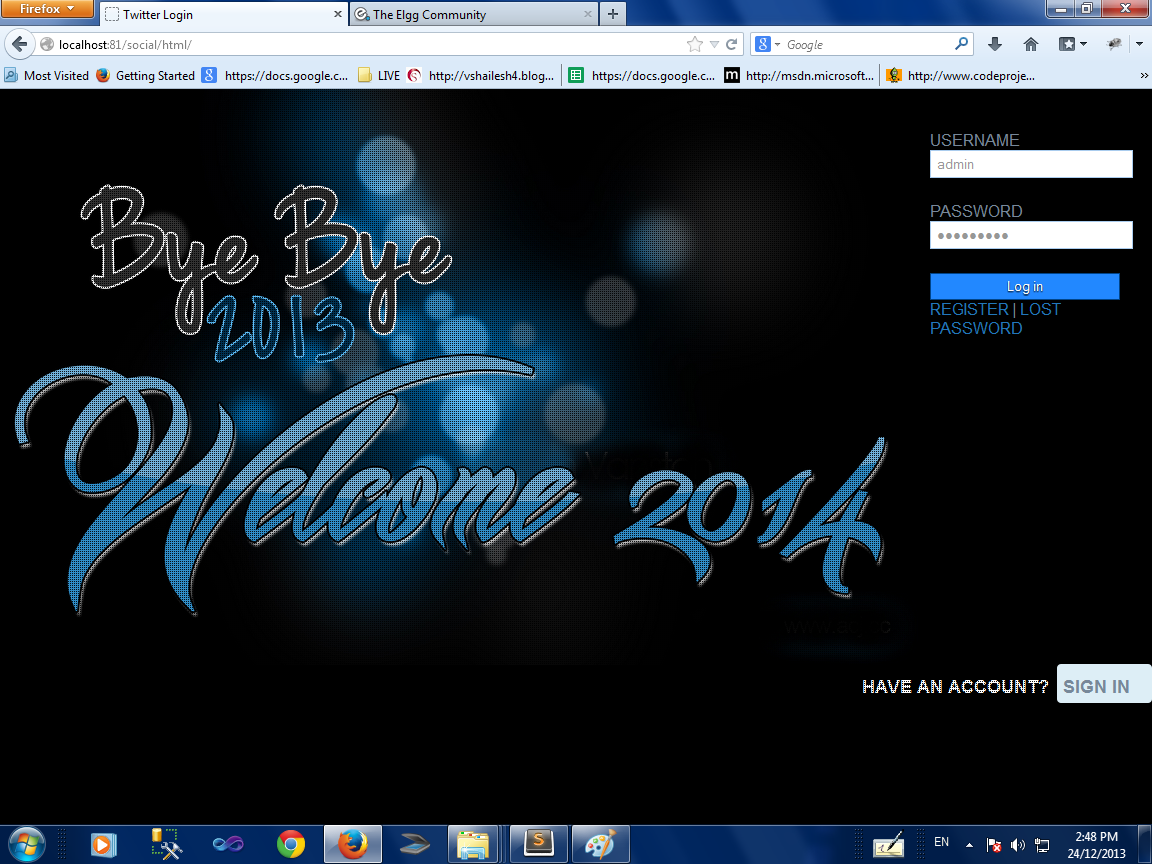 Firefox
Twitter Login
The Elgg Community
localhost:81/social/html/
Google
Most Visited
Getting Started
https://docs.google.c...
LIVE
http://vshailesh4.blog...
https://docs.google.c...
m
http://msdn.microsoft...
http://www.codeproje...
USERNAME
admin
PASSWORD
•••••••••
Log in
REGISTER | LOST
PASSWORD
Bye Bye
2013
Welcome 2014
HAVE AN ACCOUNT? SIGN IN
EN
2:48 PM
24/12/2013